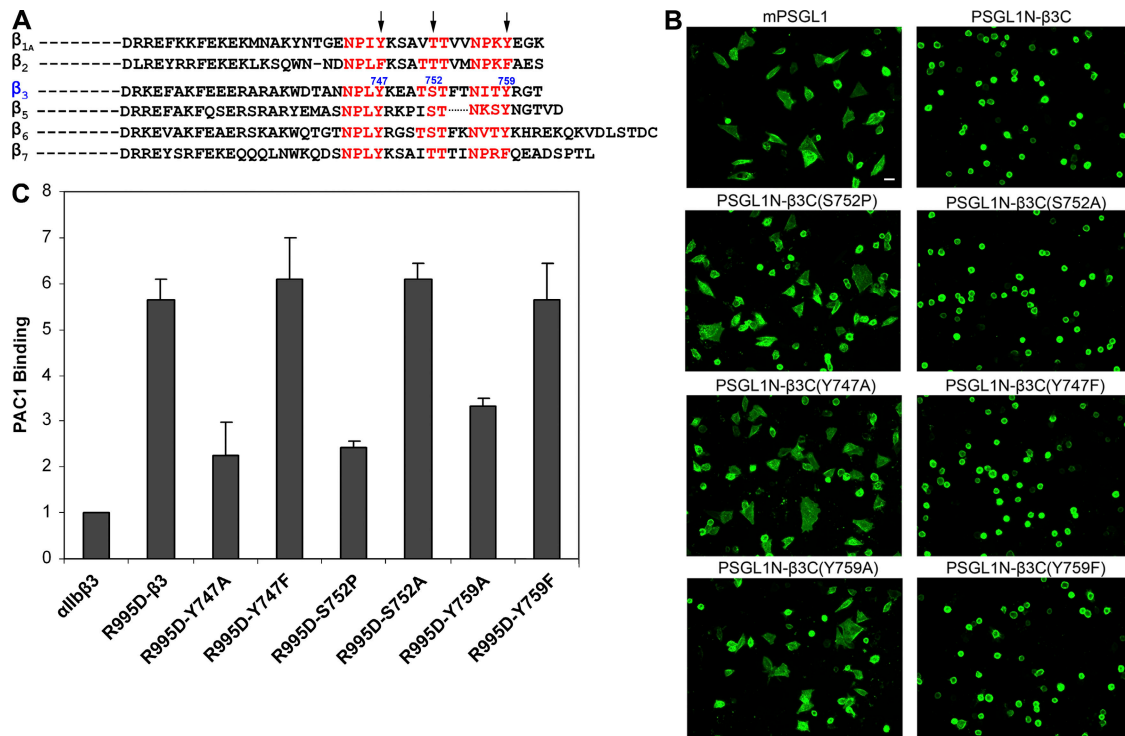 A
β1A ------------ DRREFKKFEKEKMNAKYNTGENPIYKSAVTTVVNPKYEGK
β2 ------------ DLREYRRFEKEKLKSQWNN-NDNPLFKSATTTVMNPKFAES
747 752 759
β3 ------------ DRKEFAKFEEERARAKWDTANNPLYKEATSTFTNITYRGT
β5 ------------ DRREFAKFQSERSRARYEMASNPLYRKPIST······NKSYNGTVD
β6 ------------ DRKEVAKFEAERSKAKWQTGTNPLYRGSTSTFKNVTYKHREKQKVDLSTDC
β7 ------------ DRREYSRFEKEQQQLNWKQDSNPLYKSAITTTINPRFQEADSPTL
B
mPSGL1
PSGL1N-β3C
PSGL1N-β3C(S752P)
PSGL1N-β3C(S752A)
PSGL1N-β3C(Y747A)
PSGL1N-β3C(Y747F)
PSGL1N-β3C(Y759A)
PSGL1N-β3C(Y759F)
C
PAC1 Binding
8
7
6
5
4
3
2
1
0
αIIbβ3
R995D-β3
R995D-Y747A
R995D-Y747F
R995D-S752P
R995D-S752A
R995D-Y759A
R995D-Y759F